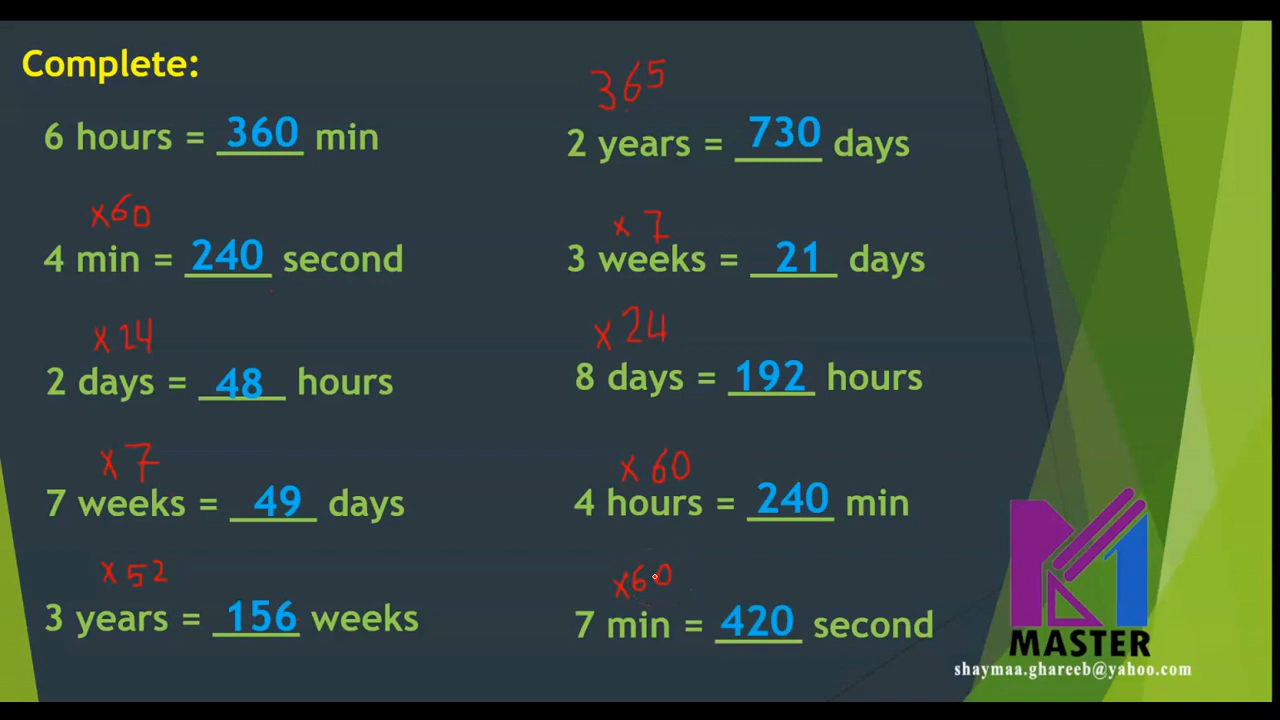 Complete:
6 hours = 360 min
x60
4 min = 240 second
x24
2 days = 48 hours
x7
7 weeks = 49 days
x52
3 years = 156 weeks
365
2 years = 730 days
x7
3 weeks = 21 days
x24
8 days = 192 hours
x60
4 hours = 240 min
x60
7 min = 420 second
M1
MASTER
shaymaa.ghareeb@yahoo.com